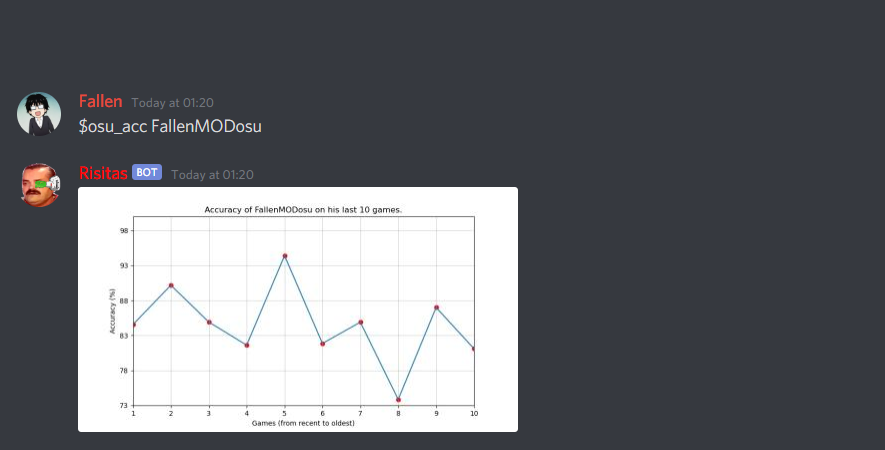 Fallen Today at 01:20
$osu_acc FallenMODosu
Risitas BOT Today at 01:20
Accuracy of FallenMODosu on his last 10 games.
98
93
88
83
78
73
Accuracy (%)
1 2 3 4 5 6 7 8 9 10
Games (from recent to oldest)